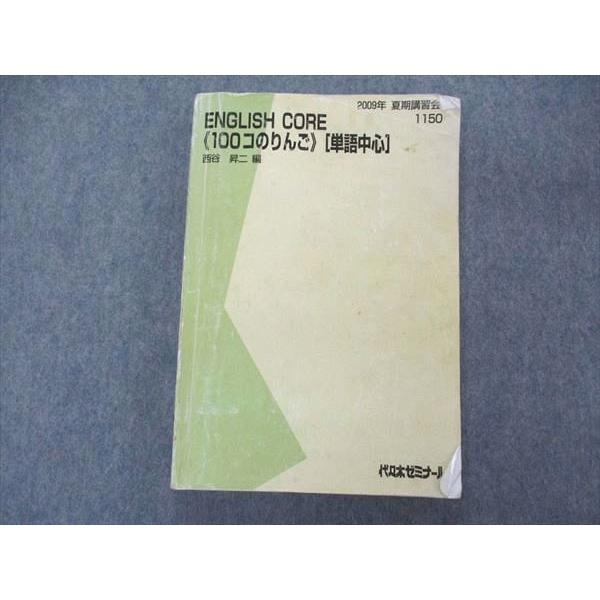 2009年 夏期講習会
1150
ENGLISH CORE
《100コのりんご》[単語中心]
西谷 昇二 編
代々木ゼミナール